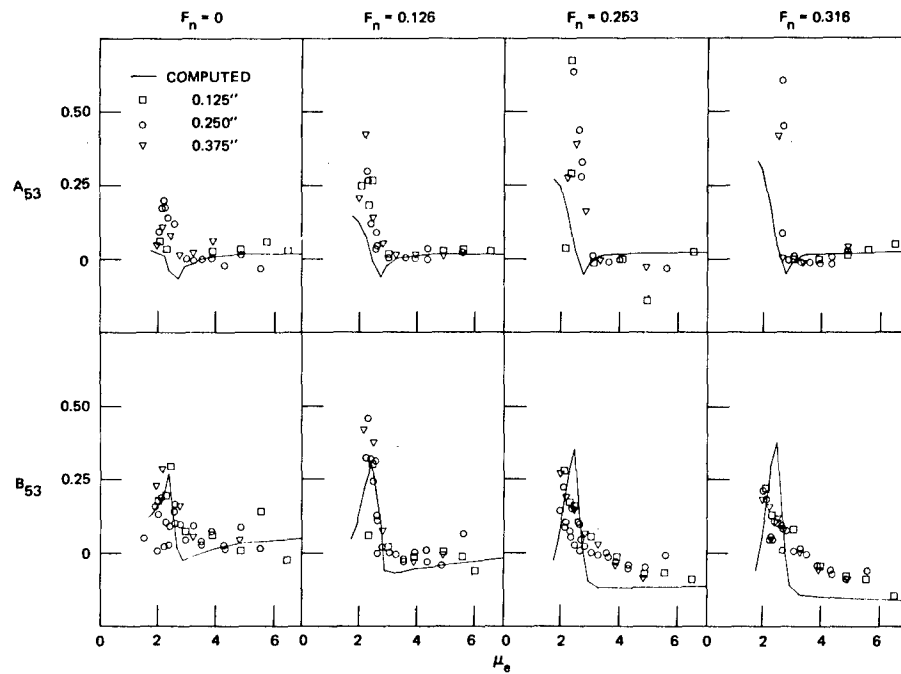 F_n = 0 F_n = 0.126 F_n = 0.253 F_n = 0.316
COMPUTED
0.125″
0.250″
0.375″
0.50
0.25
0
A_53
0.50
0.25
0
B_53
0 2 4 6 0 2 4 6 0 2 4 6 0 2 4 6
μ_e